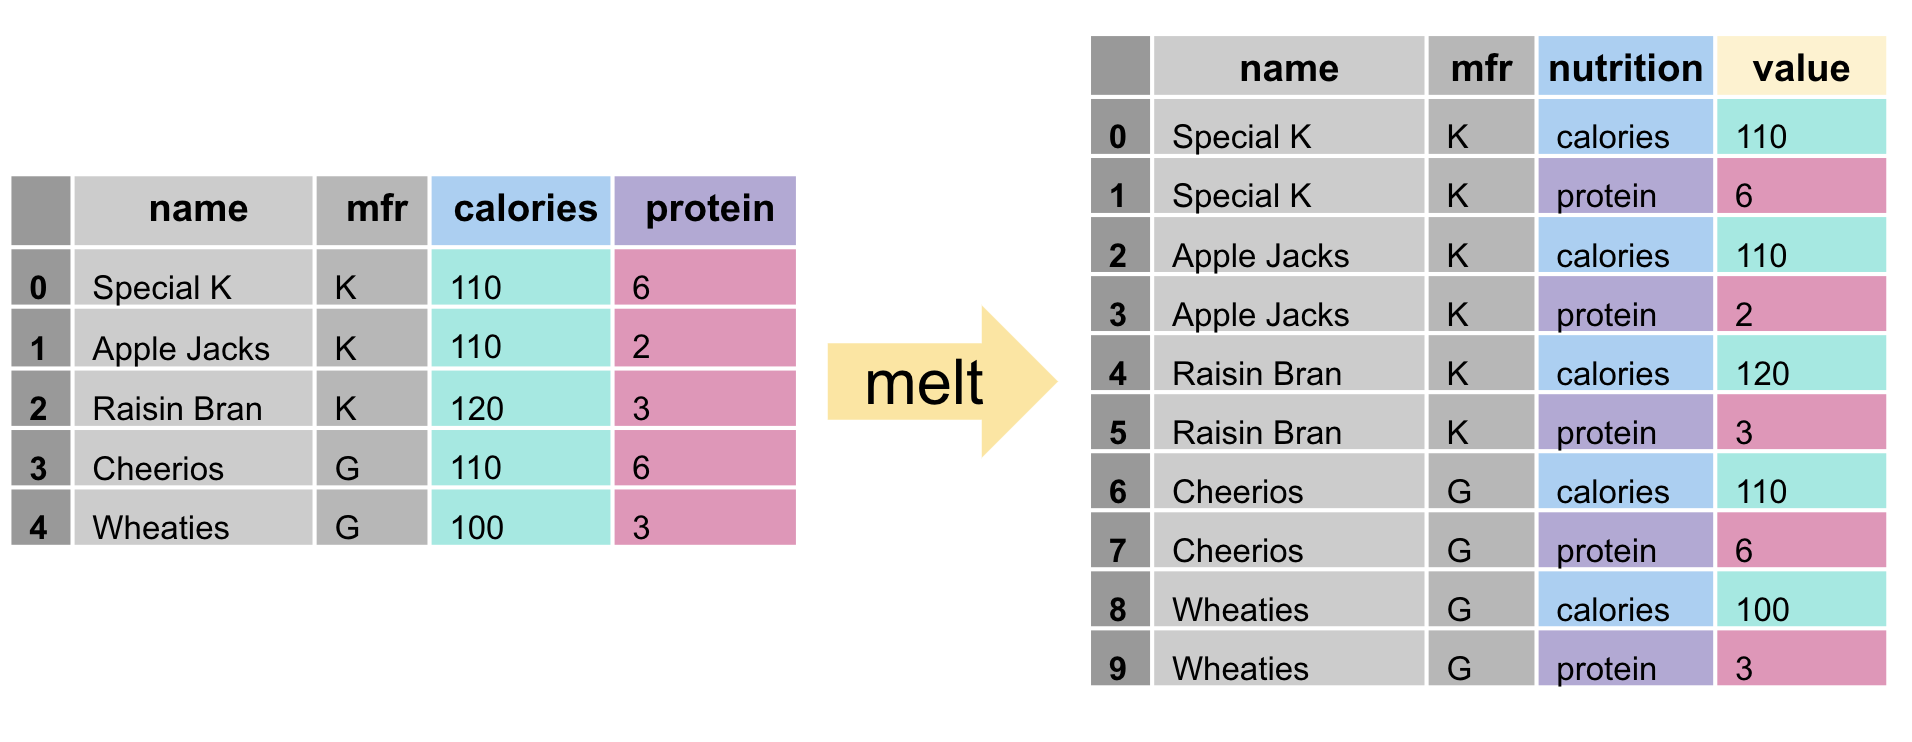 name mfr calories protein
0 Special K K 110 6
1 Apple Jacks K 110 2
2 Raisin Bran K 120 3
3 Cheerios G 110 6
4 Wheaties G 100 3
melt
name mfr nutrition value
0 Special K K calories 110
1 Special K K protein 6
2 Apple Jacks K calories 110
3 Apple Jacks K protein 2
4 Raisin Bran K calories 120
5 Raisin Bran K protein 3
6 Cheerios G calories 110
7 Cheerios G protein 6
8 Wheaties G calories 100
9 Wheaties G protein 3